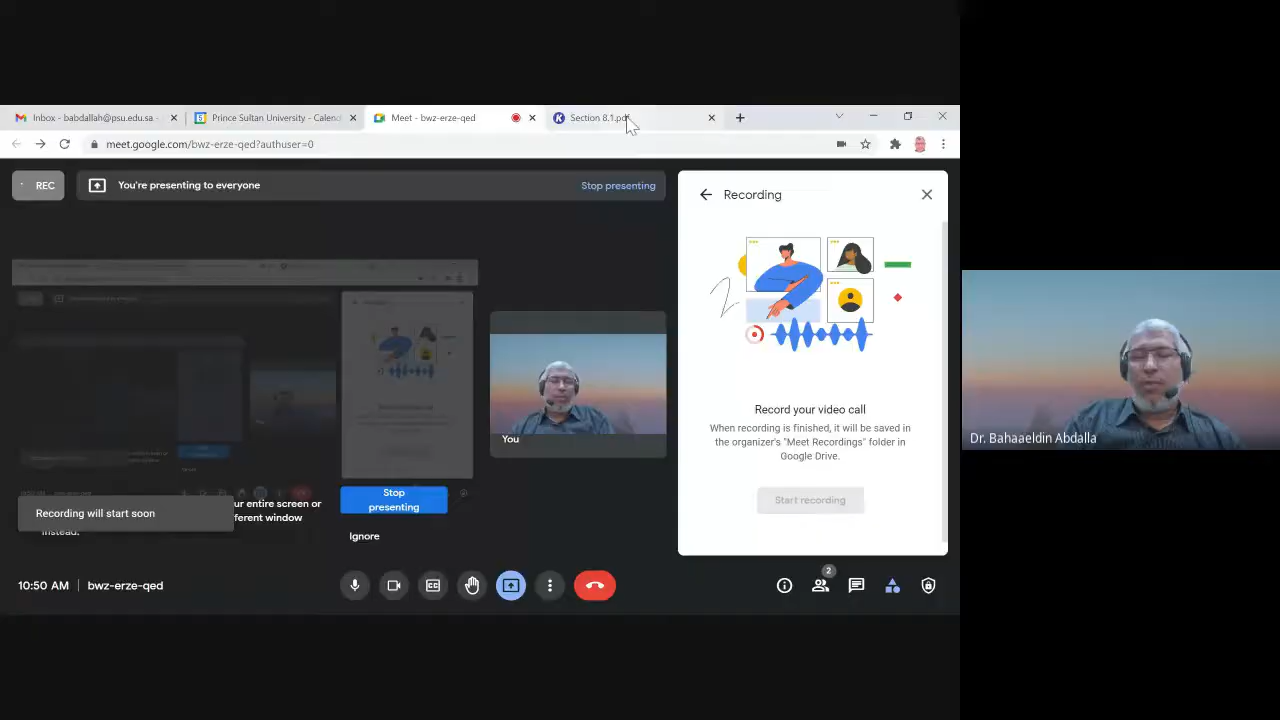 Inbox - babdallah@psu.edu.sa -
Prince Sultan University - Calend
Meet - bwz-erze-qed
Section 8.1.pdf
meet.google.com/bwz-erze-qed?authuser=0
REC
You're presenting to everyone
Stop presenting
Recording
Record your video call
When recording is finished, it will be saved
in the organizer's "Meet Recordings" folder in
Google Drive.
Start recording
You
Stop
presenting
Recording will start soon
ur entire screen or
ferent window
instead.
Ignore
10:50 AM | bwz-erze-qed
2
Dr. Bahaaeldin Abdalla